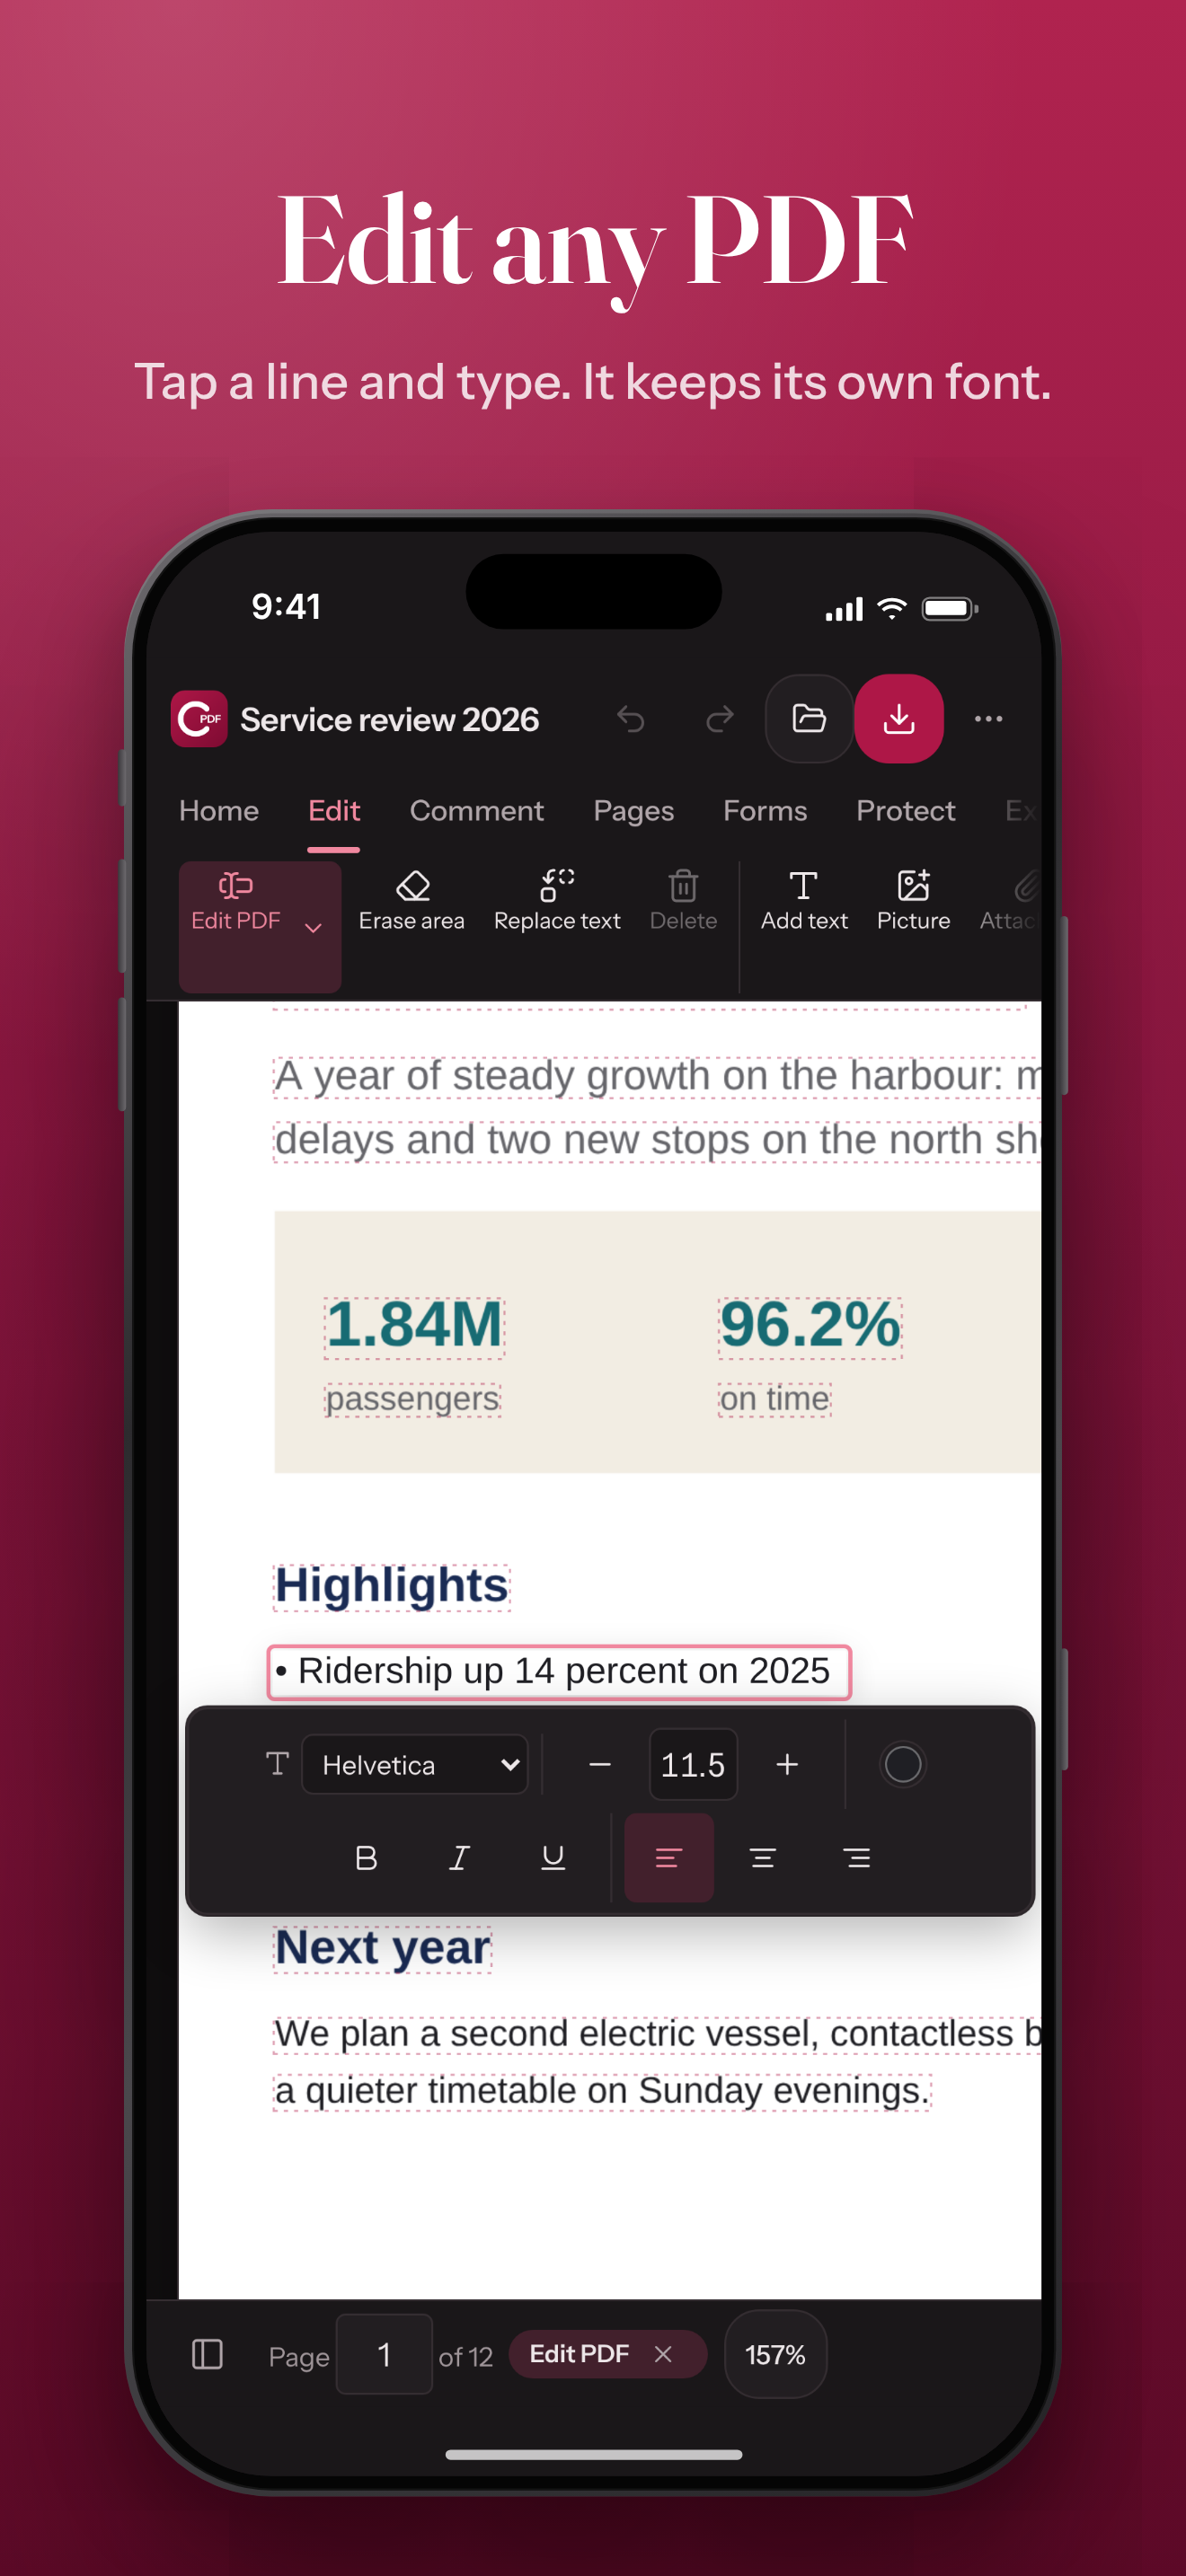 Edit any PDF
Tap a line and type. It keeps its own font.
9:41
PDF
Service review 2026
Home Edit Comment Pages Forms Protect Ex
Edit PDF Erase area Replace text Delete Add text Picture Attac
A year of steady growth on the harbour: m
delays and two new stops on the north sh
1.84M 96.2%
passengers on time
Highlights
• Ridership up 14 percent on 2025
Helvetica 11.5
B I U
Next year
We plan a second electric vessel, contactless b
a quieter timetable on Sunday evenings.
Page 1 of 12 Edit PDF 157%